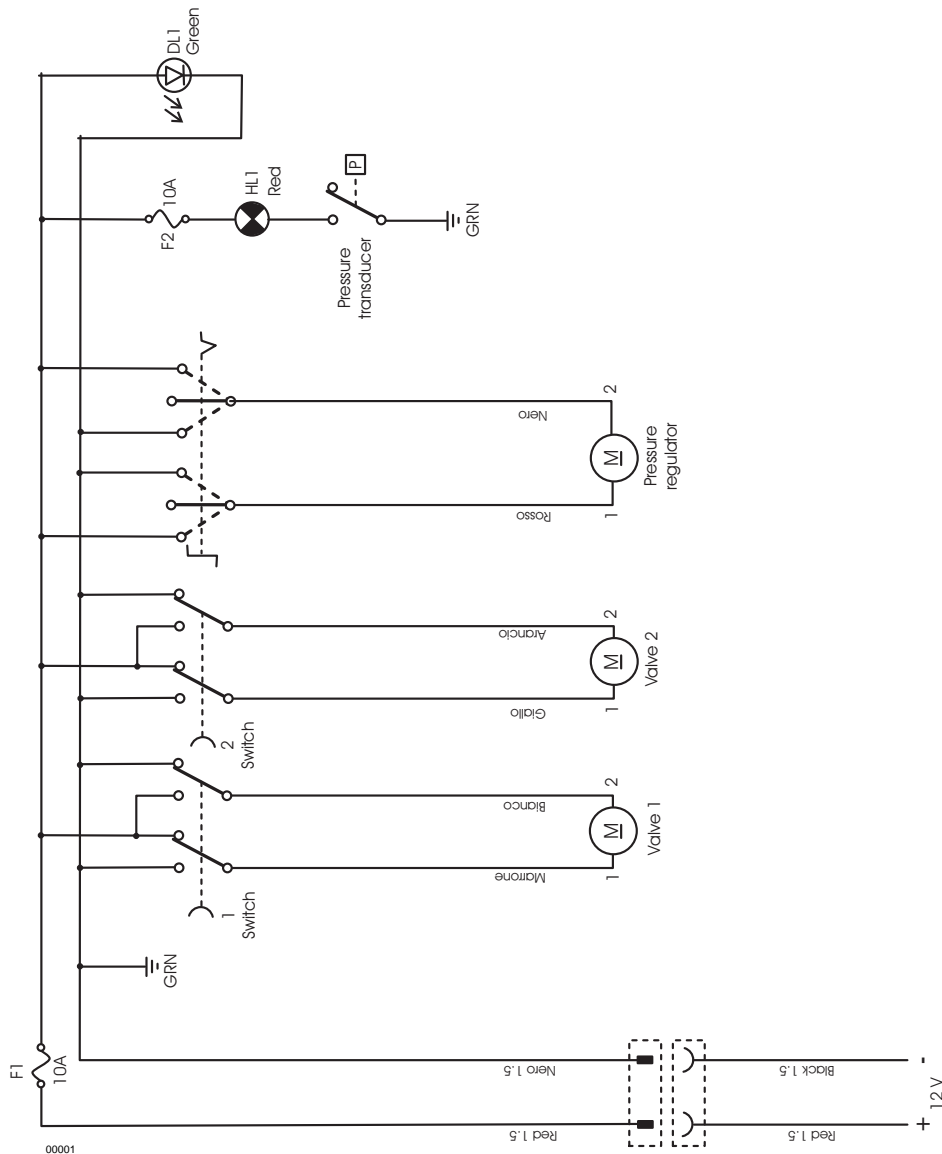 DL1
Green
10A
F2
HL1
Red
P
Pressure
transducer
GRN
Nero
Rosso
2
1
M
Pressure
regulator
Arancio
Giallo
2
1
M
Valve 2
2
Switch
Bianco
Marrone
2
1
M
Valve 1
1
Switch
GRN
F1
10A
Nero 1.5
Red 1.5
Black 1.5
Red 1.5
-
+
12 V
00001